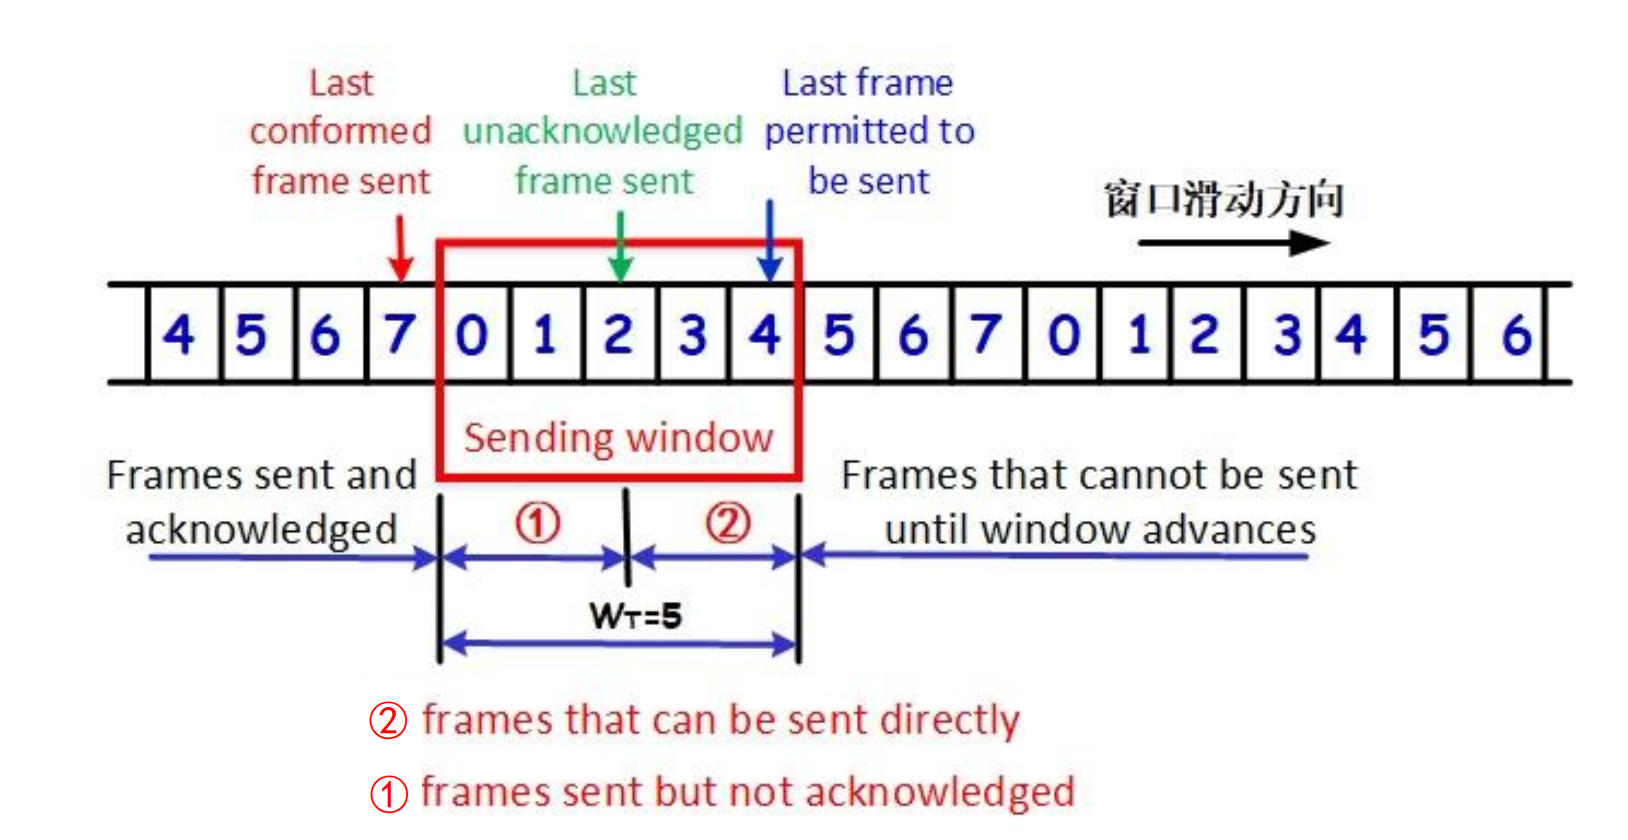 Last
conformed
frame sent
Last
unacknowledged
frame sent
Last frame
permitted to
be sent
窗口滑动方向
4 5 6 7 0 1 2 3 4 5 6 7 0 1 2 3 4 5 6
Sending window
Frames sent and
acknowledged
Frames that cannot be sent
until window advances
① ②
WT=5
② frames that can be sent directly
① frames sent but not acknowledged